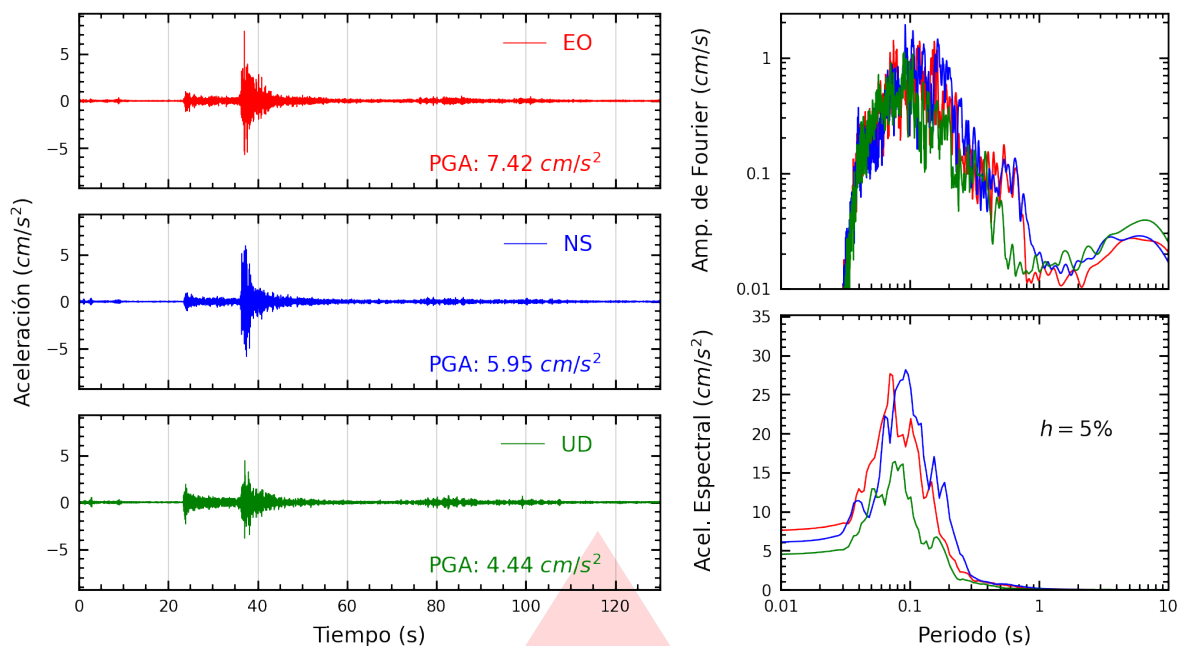 Aceleración (cm/s²)
5
0
−5
EO
PGA: 7.42 cm/s²
5
0
−5
NS
PGA: 5.95 cm/s²
5
0
−5
UD
PGA: 4.44 cm/s²
0 20 40 60 80 100 120
Tiempo (s)
Amp. de Fourier (cm/s)
1
0.1
0.01
Acel. Espectral (cm/s²)
35
30
25
20
15
10
5
0
h = 5%
0.01 0.1 1 10
Periodo (s)